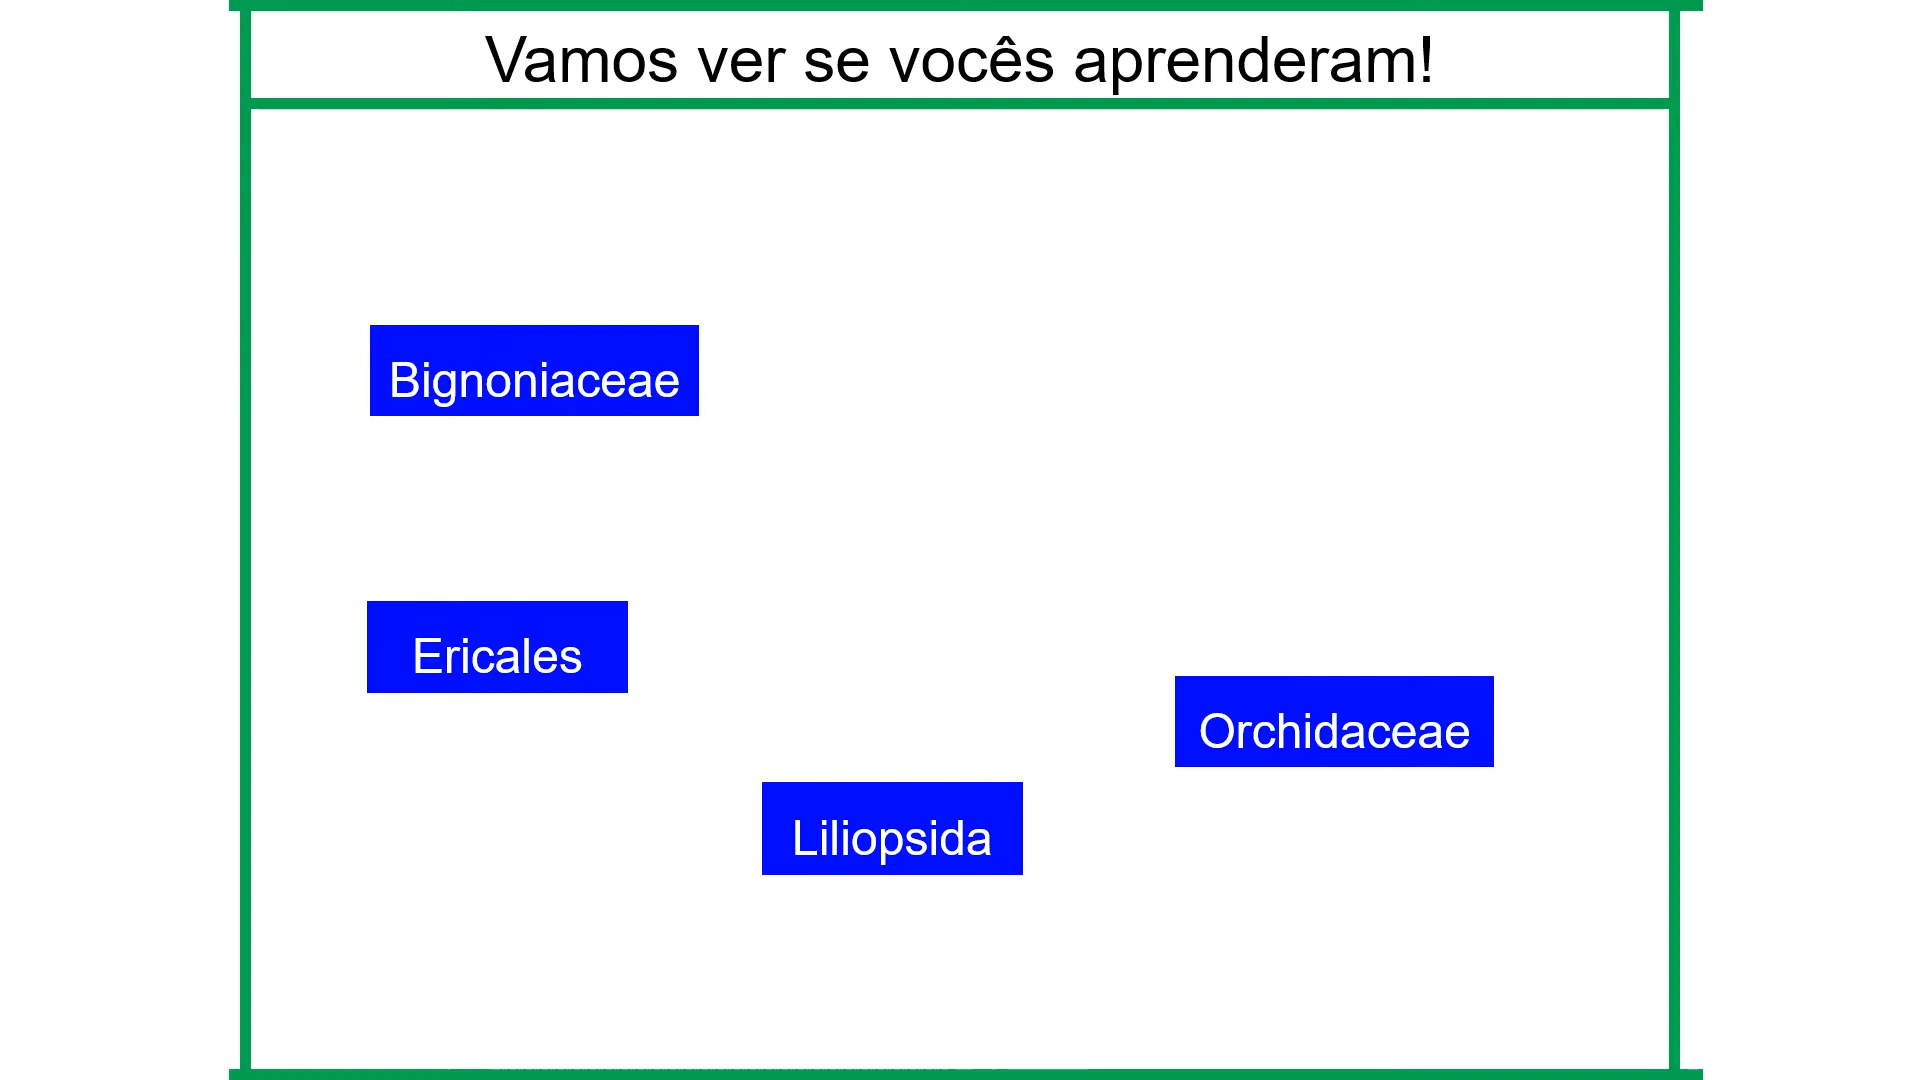 Vamos ver se vocês aprenderam!
Bignoniaceae
Ericales
Orchidaceae
Liliopsida